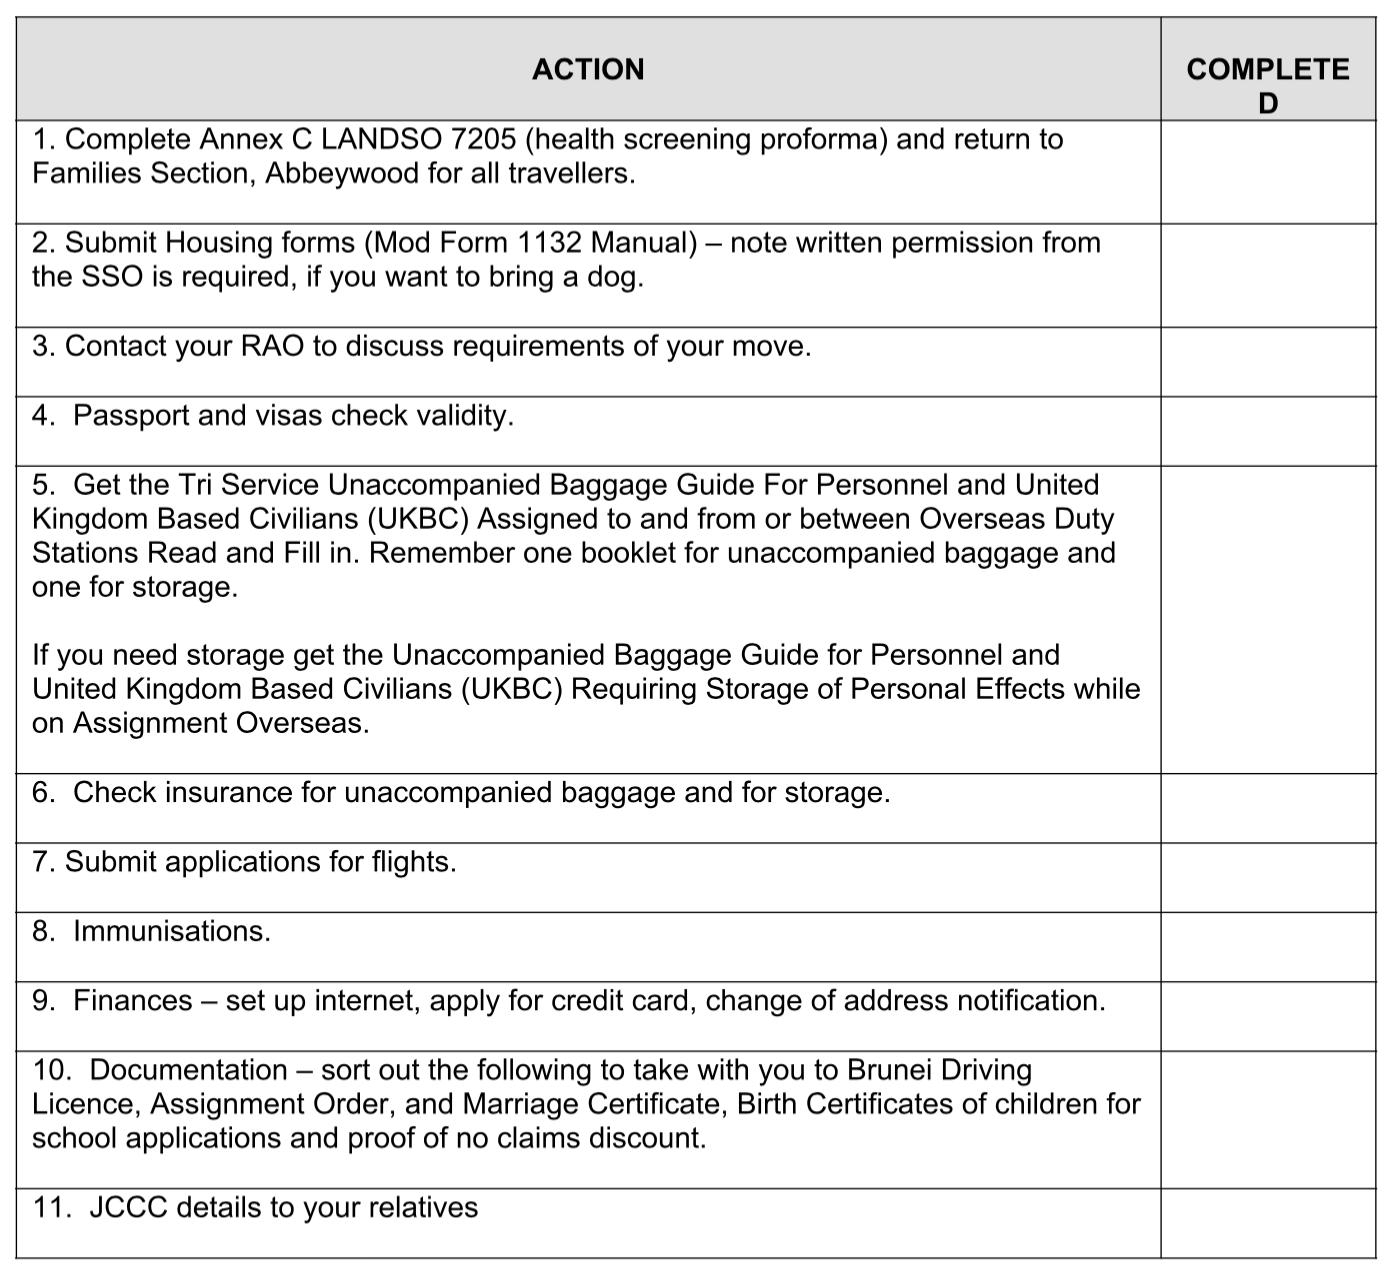 ACTION
COMPLETE
D
1. Complete Annex C LANDSO 7205 (health screening proforma) and return to
Families Section, Abbeywood for all travellers.
2. Submit Housing forms (Mod Form 1132 Manual) – note written permission from
the SSO is required, if you want to bring a dog.
3. Contact your RAO to discuss requirements of your move.
4.  Passport and visas check validity.
5.  Get the Tri Service Unaccompanied Baggage Guide For Personnel and United
Kingdom Based Civilians (UKBC) Assigned to and from or between Overseas Duty
Stations Read and Fill in. Remember one booklet for unaccompanied baggage and
one for storage.
If you need storage get the Unaccompanied Baggage Guide for Personnel and
United Kingdom Based Civilians (UKBC) Requiring Storage of Personal Effects while
on Assignment Overseas.
6.  Check insurance for unaccompanied baggage and for storage.
7. Submit applications for flights.
8.  Immunisations.
9.  Finances – set up internet, apply for credit card, change of address notification.
10.  Documentation – sort out the following to take with you to Brunei Driving
Licence, Assignment Order, and Marriage Certificate, Birth Certificates of children for
school applications and proof of no claims discount.
11.  JCCC details to your relatives